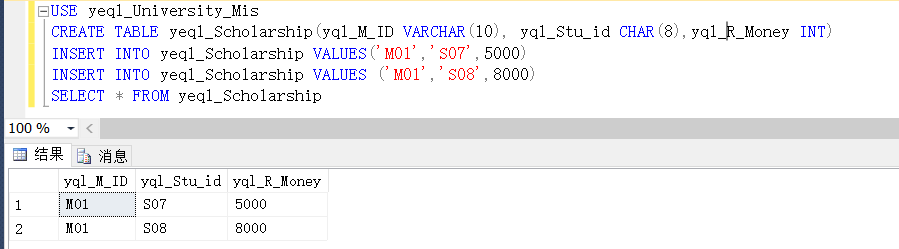 USE yeql_University_Mis
CREATE TABLE yeql_Scholarship(yql_M_ID VARCHAR(10), yql_Stu_id CHAR(8),yql_R_Money INT)
INSERT INTO yeql_Scholarship VALUES('M01','S07',5000)
INSERT INTO yeql_Scholarship VALUES ('M01','S08',8000)
SELECT * FROM yeql_Scholarship
100 %
结果 消息
yql_M_ID yql_Stu_id yql_R_Money
1 M01 S07 5000
2 M01 S08 8000